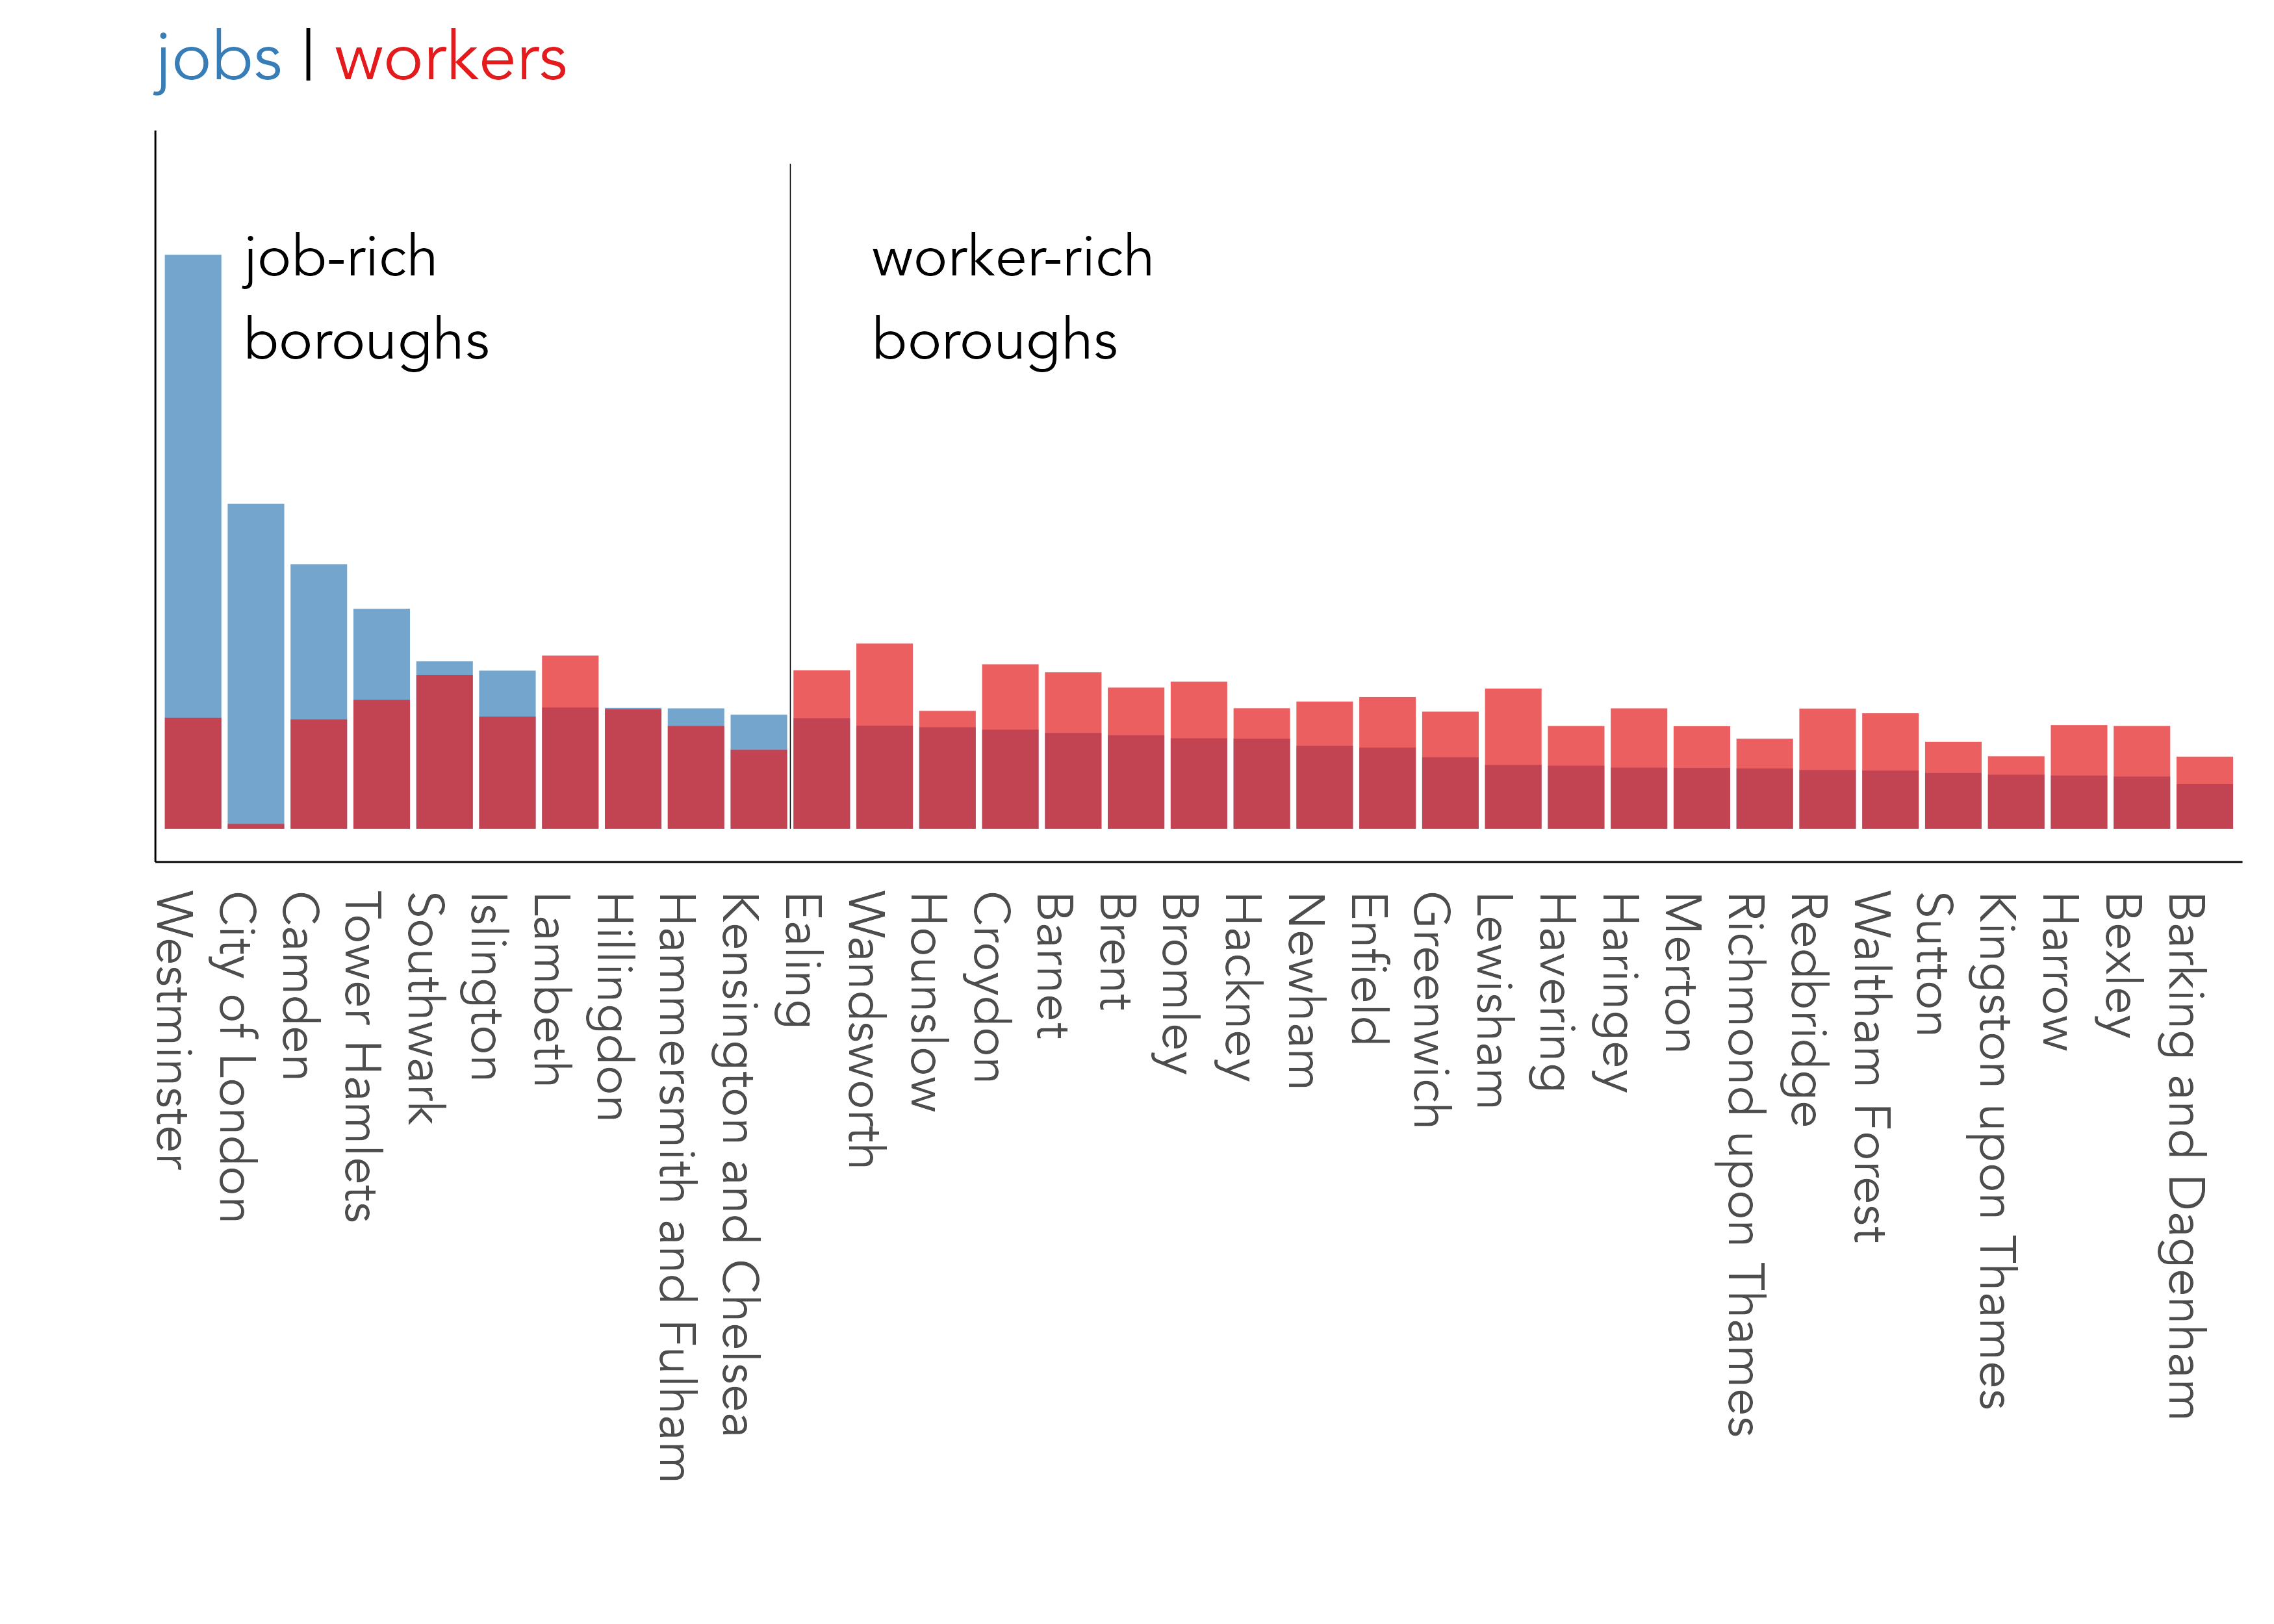 jobs | workers
job-rich
boroughs
worker-rich
boroughs
Westminster
City of London
Camden
Tower Hamlets
Southwark
Islington
Lambeth
Hillingdon
Hammersmith and Fulham
Kensington and Chelsea
Ealing
Wandsworth
Hounslow
Croydon
Barnet
Brent
Bromley
Hackney
Newham
Enfield
Greenwich
Lewisham
Havering
Haringey
Merton
Richmond upon Thames
Redbridge
Waltham Forest
Sutton
Kingston upon Thames
Harrow
Bexley
Barking and Dagenham